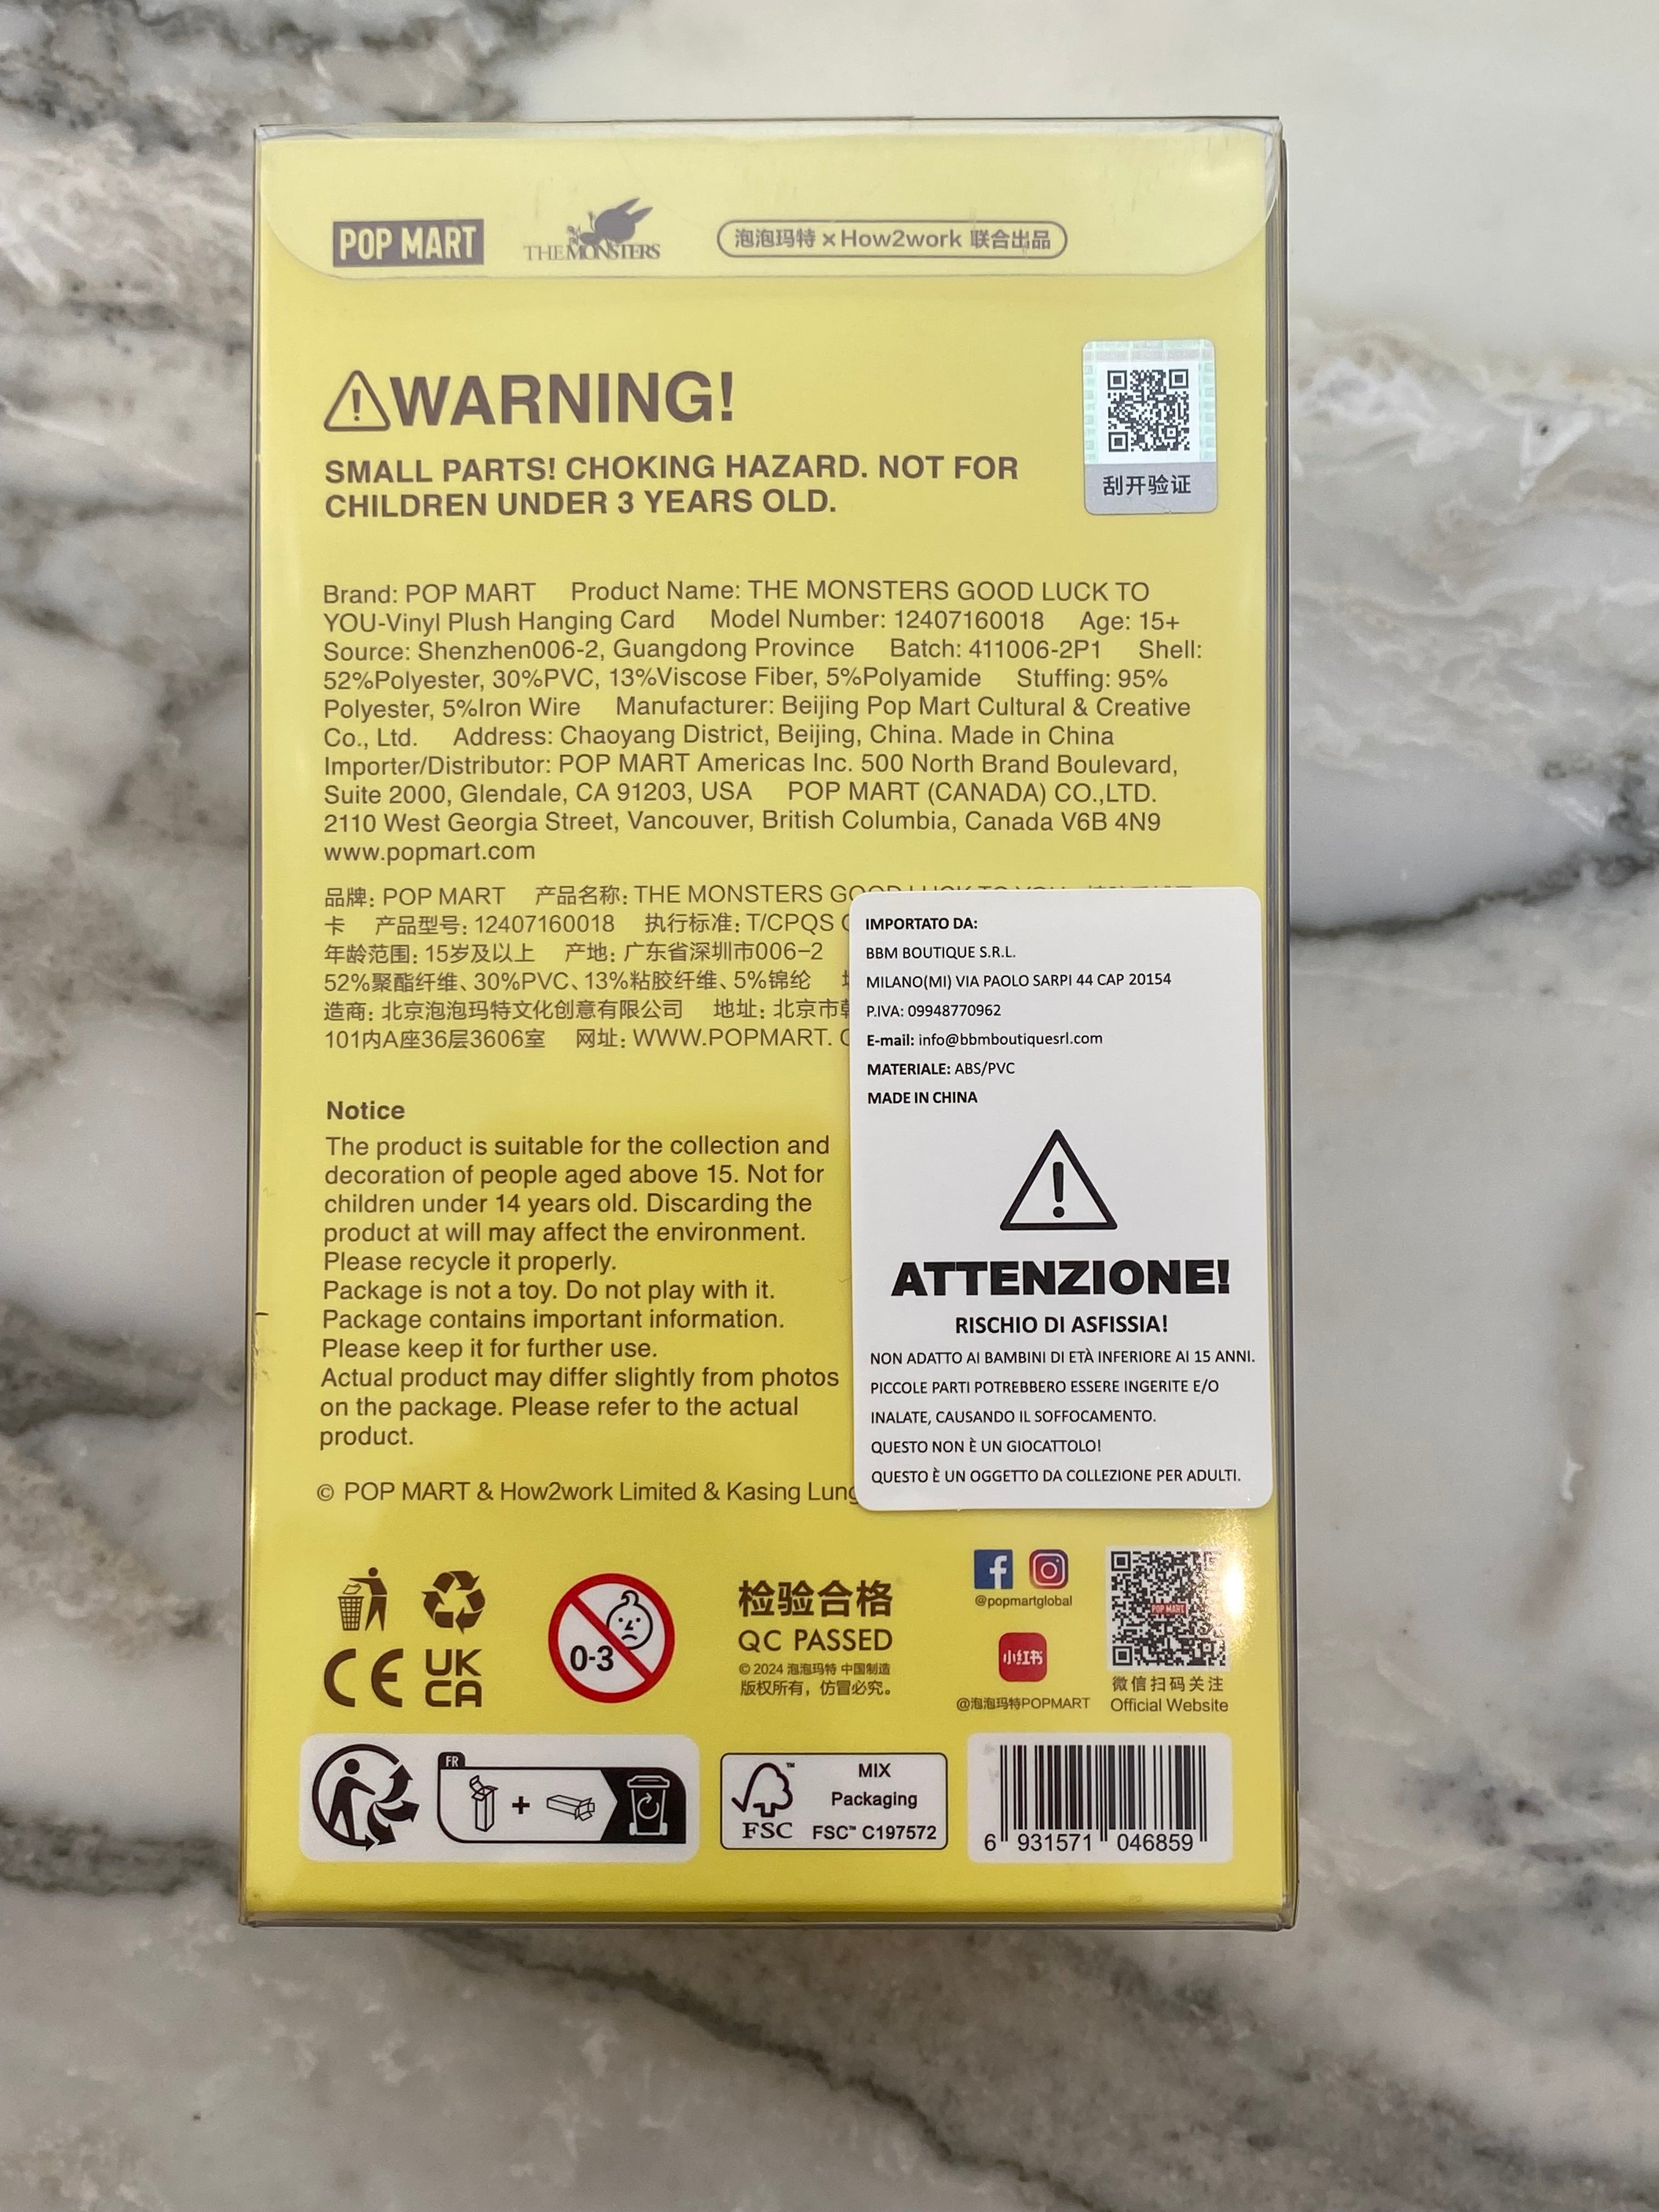 POP MART
THE MONSTERS
泡泡玛特×How2work 联合出品
WARNING!
SMALL PARTS! CHOKING HAZARD. NOT FOR
CHILDREN UNDER 3 YEARS OLD.
刮开验证
Brand: POP MART Product Name: THE MONSTERS GOOD LUCK TO
YOU-Vinyl Plush Hanging Card Model Number: 12407160018 Age: 15+
Source: Shenzhen006-2, Guangdong Province Batch: 411006-2P1 Shell:
52%Polyester, 30%PVC, 13%Viscose Fiber, 5%Polyamide Stuffing: 95%
Polyester, 5%Iron Wire Manufacturer: Beijing Pop Mart Cultural & Creative
Co., Ltd. Address: Chaoyang District, Beijing, China. Made in China
Importer/Distributor: POP MART Americas Inc. 500 North Brand Boulevard,
Suite 2000, Glendale, CA 91203, USA POP MART (CANADA) CO.,LTD.
2110 West Georgia Street, Vancouver, British Columbia, Canada V6B 4N9
www.popmart.com
品牌: POP MART 产品名称: THE MONSTERS GOOD LUCK TO YOU
卡 产品型号: 12407160018 执行标准: T/CPQS
年龄范围: 15岁及以上 产地: 广东省深圳市006-2
52%聚酯纤维、30%PVC、13%粘胶纤维、5%锦纶
造商: 北京泡泡玛特文化创意有限公司 地址: 北京市
101内A座36层3606室 网址: WWW.POPMART.
IMPORTATO DA:
BBM BOUTIQUE S.R.L.
MILANO(MI) VIA PAOLO SARPI 44 CAP 20154
P.IVA: 09948770962
E-mail: info@bbmboutiquesrl.com
MATERIALE: ABS/PVC
MADE IN CHINA
ATTENZIONE!
RISCHIO DI ASFISSIA!
NON ADATTO AI BAMBINI DI ETÀ INFERIORE AI 15 ANNI.
PICCOLE PARTI POTREBBERO ESSERE INGERITE E/O
INALATE, CAUSANDO IL SOFFOCAMENTO.
QUESTO NON È UN GIOCATTOLO!
QUESTO È UN OGGETTO DA COLLEZIONE PER ADULTI.
Notice
The product is suitable for the collection and
decoration of people aged above 15. Not for
children under 14 years old. Discarding the
product at will may affect the environment.
Please recycle it properly.
Package is not a toy. Do not play with it.
Package contains important information.
Please keep it for further use.
Actual product may differ slightly from photos
on the package. Please refer to the actual
product.
© POP MART & How2work Limited & Kasing Lung
CE UK
CA
0-3
检验合格
QC PASSED
©2024 泡泡玛特 中国制造
版权所有，仿冒必究。
@popmartglobal
小红书
@泡泡玛特POPMART
POP MART
微信扫码关注
Official Website
FR
+
FSC™
MIX
Packaging
FSC™ C197572
6 931571 046859